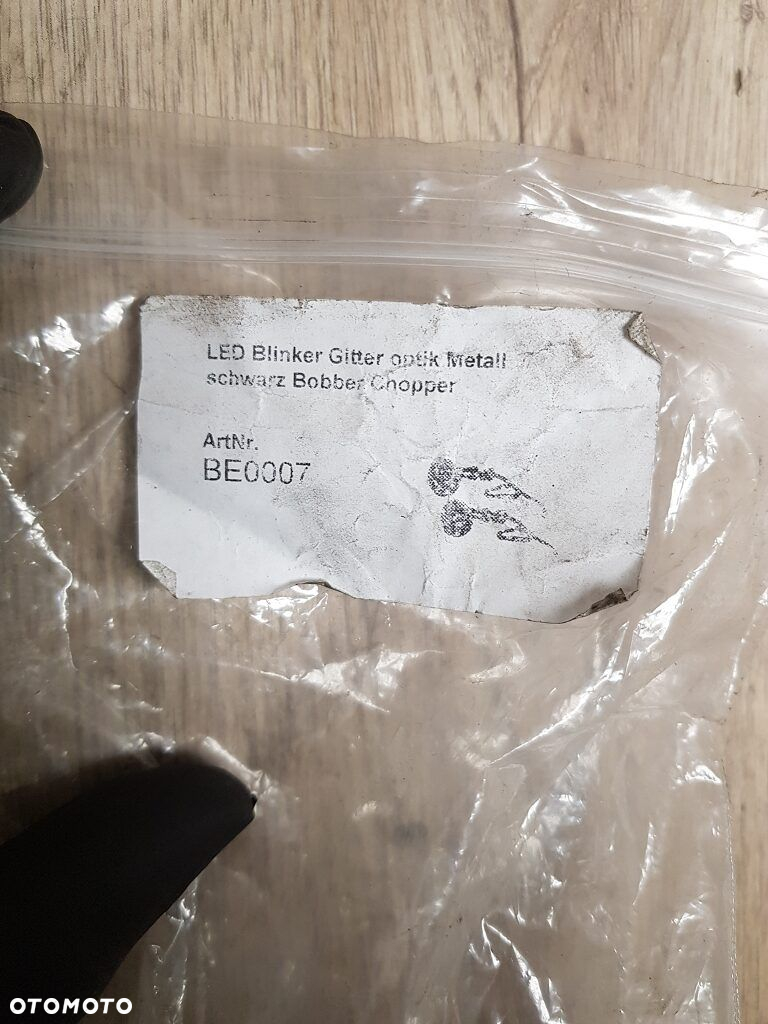 LED Blinker Gitter optik Metall
schwarz Bobber Chopper
ArtNr.
BE0007
OTOMOTO